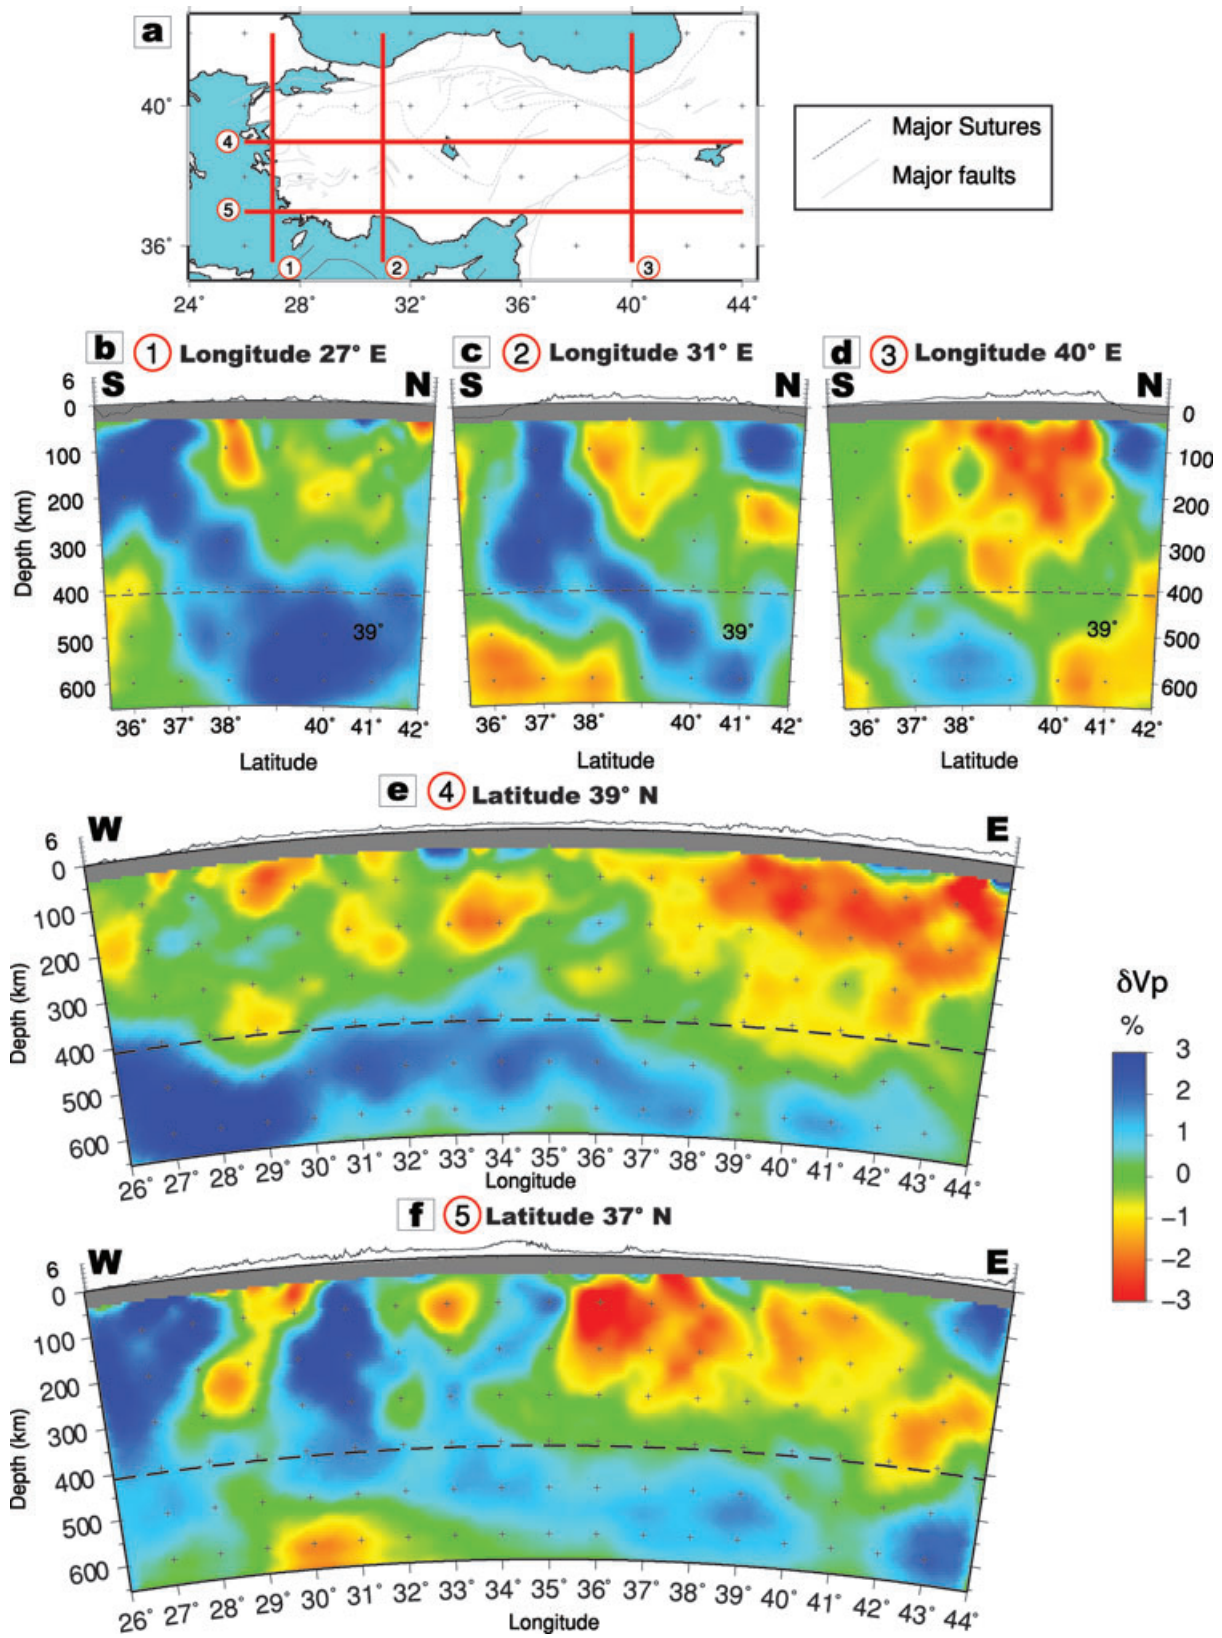 a
40°
36°
4
5
1
2
3
24°
28°
32°
36°
40°
44°
Major Sutures
Major faults
b 1 Longitude 27° E
c 2 Longitude 31° E
d 3 Longitude 40° E
S N
S N
S N
6
0
100
200
300
400
500
600
Depth (km)
39°
39°
39°
6
0
100
200
300
400
500
600
36° 37° 38° 40° 41° 42°
36° 37° 38° 40° 41° 42°
36° 37° 38° 40° 41° 42°
Latitude
Latitude
Latitude
e 4 Latitude 39° N
W E
6
0
100
200
300
400
500
600
Depth (km)
26° 27° 28° 29° 30° 31° 32° 33° 34° 35° 36° 37° 38° 39° 40° 41° 42° 43° 44°
Longitude
f 5 Latitude 37° N
W E
6
0
100
200
300
400
500
600
Depth (km)
26° 27° 28° 29° 30° 31° 32° 33° 34° 35° 36° 37° 38° 39° 40° 41° 42° 43° 44°
Longitude
δVp
%
3
2
1
0
−1
−2
−3